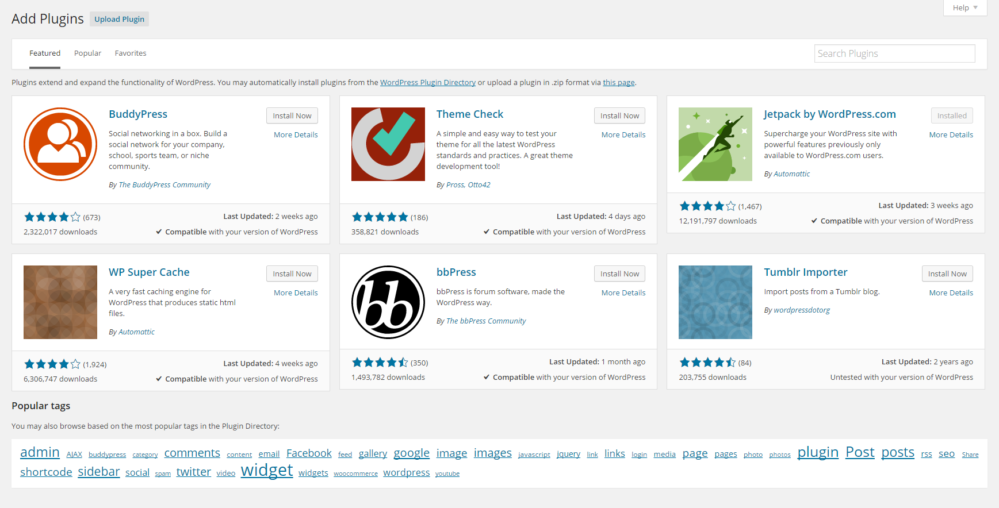 Help
Add Plugins Upload Plugin
Featured Popular Favorites Search Plugins
Plugins extend and expand the functionality of WordPress. You may automatically install plugins from the WordPress Plugin Directory or upload a plugin in .zip format via this page.
BuddyPress
Install Now
More Details
Social networking in a box. Build a
social network for your company,
school, sports team, or niche
community.
By The BuddyPress Community
(673)
Last Updated: 2 weeks ago
2,322,017 downloads
Compatible with your version of WordPress
Theme Check
Install Now
More Details
A simple and easy way to test your
theme for all the latest WordPress
standards and practices. A great theme
development tool!
By Pross, Otto42
(186)
Last Updated: 4 days ago
358,821 downloads
Compatible with your version of WordPress
Jetpack by WordPress.com
Installed
More Details
Supercharge your WordPress site with
powerful features previously only
available to WordPress.com users.
By Automattic
(1,467)
Last Updated: 3 weeks ago
12,191,797 downloads
Compatible with your version of WordPress
WP Super Cache
Install Now
More Details
A very fast caching engine for
WordPress that produces static html
files.
By Automattic
(1,924)
Last Updated: 4 weeks ago
6,306,747 downloads
Compatible with your version of WordPress
bb
bbPress
Install Now
More Details
bbPress is forum software, made the
WordPress way.
By The bbPress Community
(350)
Last Updated: 1 month ago
1,493,782 downloads
Compatible with your version of WordPress
Tumblr Importer
Install Now
More Details
Import posts from a Tumblr blog.
By wordpressdotorg
(84)
Last Updated: 2 years ago
203,755 downloads
Untested with your version of WordPress
Popular tags
You may also browse based on the most popular tags in the Plugin Directory:
admin AJAX buddypress category comments content email Facebook feed gallery google image images javascript jquery link links login media page pages photo photos plugin Post posts rss seo Share
shortcode sidebar social spam twitter video widget widgets woocommerce wordpress youtube